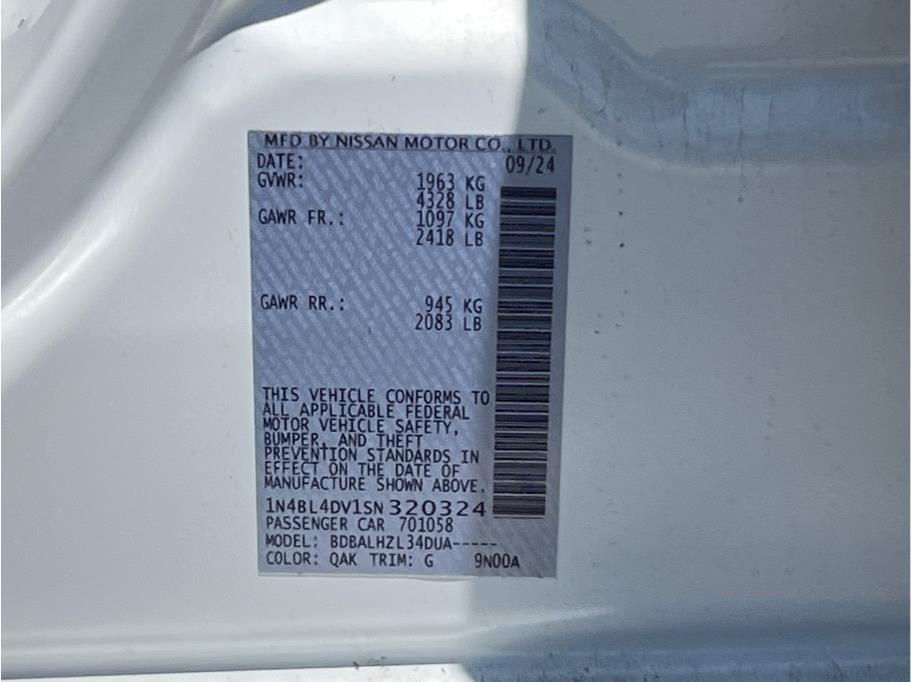 MFD BY NISSAN MOTOR CO., LTD.
DATE: 09/24
GVWR: 1963 KG
4328 LB
GAWR FR.: 1097 KG
2418 LB
GAWR RR.: 945 KG
2083 LB
THIS VEHICLE CONFORMS TO
ALL APPLICABLE FEDERAL
MOTOR VEHICLE SAFETY,
BUMPER, AND THEFT
PREVENTION STANDARDS IN
EFFECT ON THE DATE OF
MANUFACTURE SHOWN ABOVE.
1N4BL4DV1SN 320324
PASSENGER CAR 701058
MODEL: BDBALHZL34DUA-----
COLOR: QAK TRIM: G 9N00A